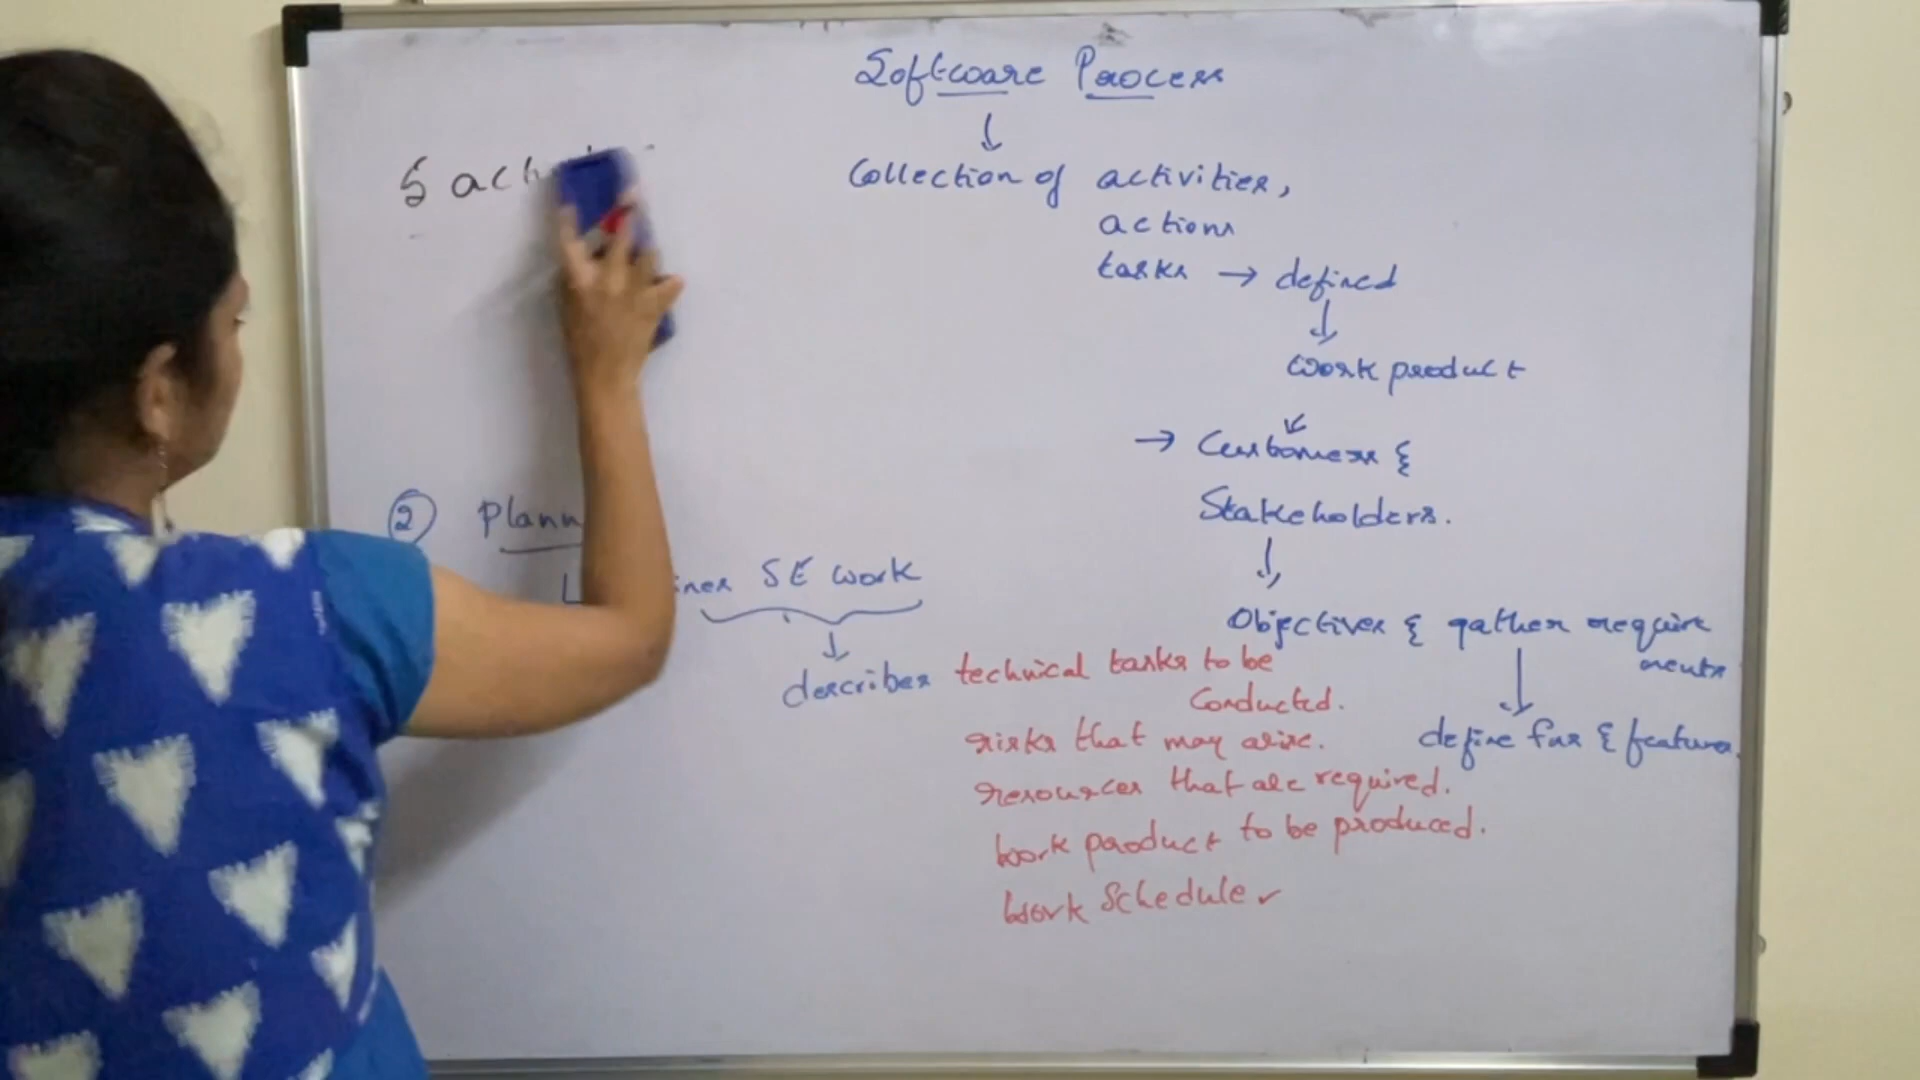 Software Process
↓
Collection of activities,
actions
tasks → defined
↓
work product
→ Customers &
Stakeholders.
↓
Objectives & gather require
ments
↓
define fns & features.
5
② Plann
SE work
↓
describes technical tasks to be
Conducted.
risks that may arise.
resources that are required.
Work product to be produced.
Work Schedule ✓